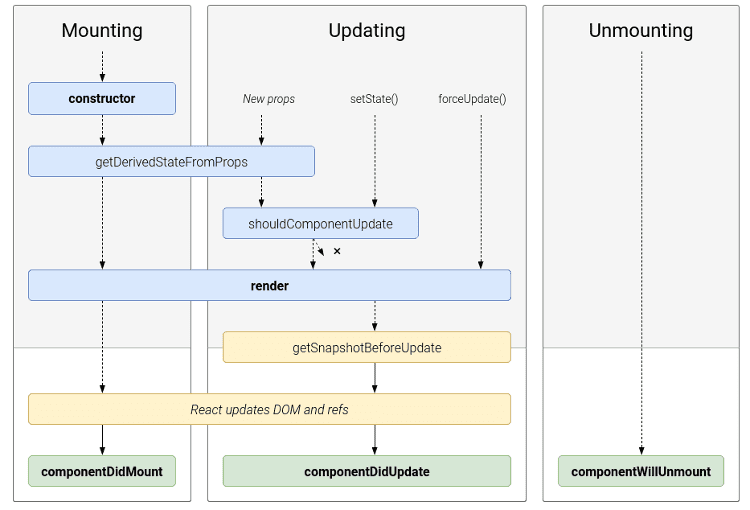 Mounting
Updating
Unmounting
constructor
New props
setState()
forceUpdate()
getDerivedStateFromProps
shouldComponentUpdate
×
render
getSnapshotBeforeUpdate
React updates DOM and refs
componentDidMount
componentDidUpdate
componentWillUnmount